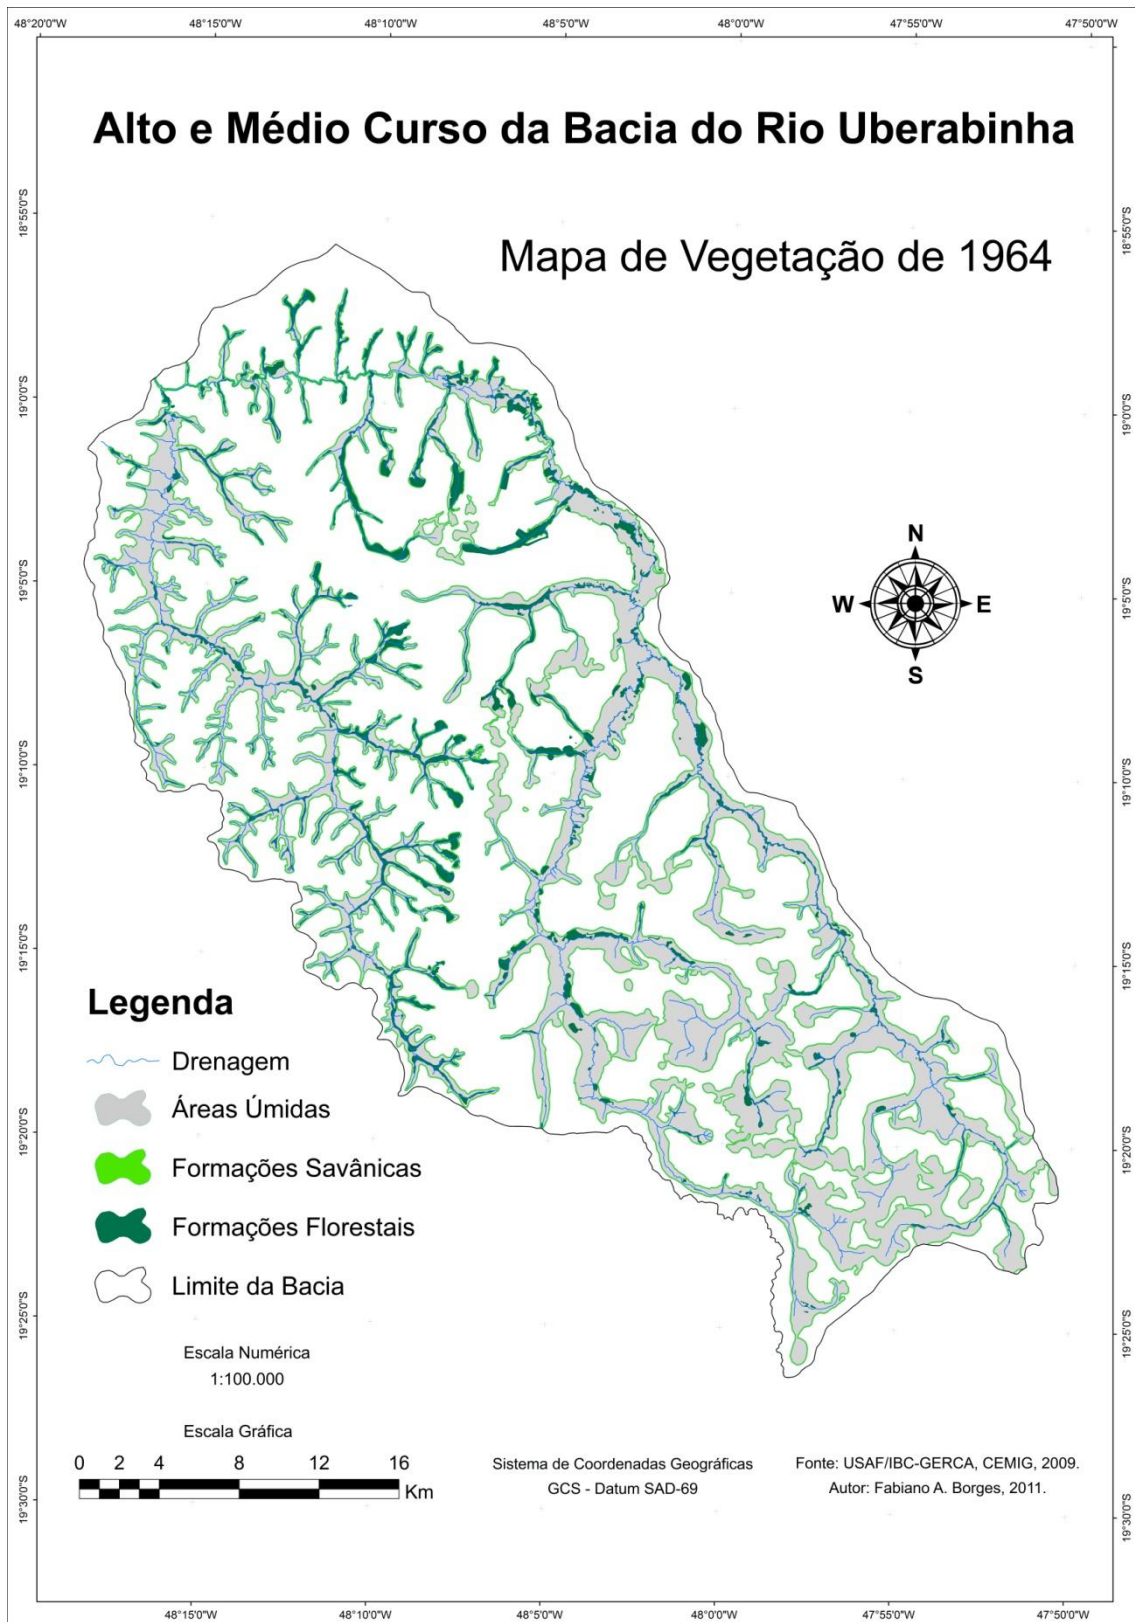 48°20'0"W 48°15'0"W 48°10'0"W 48°5'0"W 48°0'0"W 47°55'0"W 47°50'0"W
Alto e Médio Curso da Bacia do Rio Uberabinha
Mapa de Vegetação de 1964
18°55'0"S
18°55'0"S
19°0'0"S
19°0'0"S
19°5'0"S
19°5'0"S
19°10'0"S
19°10'0"S
19°15'0"S
19°15'0"S
19°20'0"S
19°20'0"S
19°25'0"S
19°25'0"S
19°30'0"S
19°30'0"S
N
W E
S
Legenda
Drenagem
Áreas Úmidas
Formações Savânicas
Formações Florestais
Limite da Bacia
Escala Numérica
1:100.000
Escala Gráfica
0 2 4 8 12 16
Km
Sistema de Coordenadas Geográficas
GCS - Datum SAD-69
Fonte: USAF/IBC-GERCA, CEMIG, 2009.
Autor: Fabiano A. Borges, 2011.
48°15'0"W 48°10'0"W 48°5'0"W 48°0'0"W 47°55'0"W 47°50'0"W